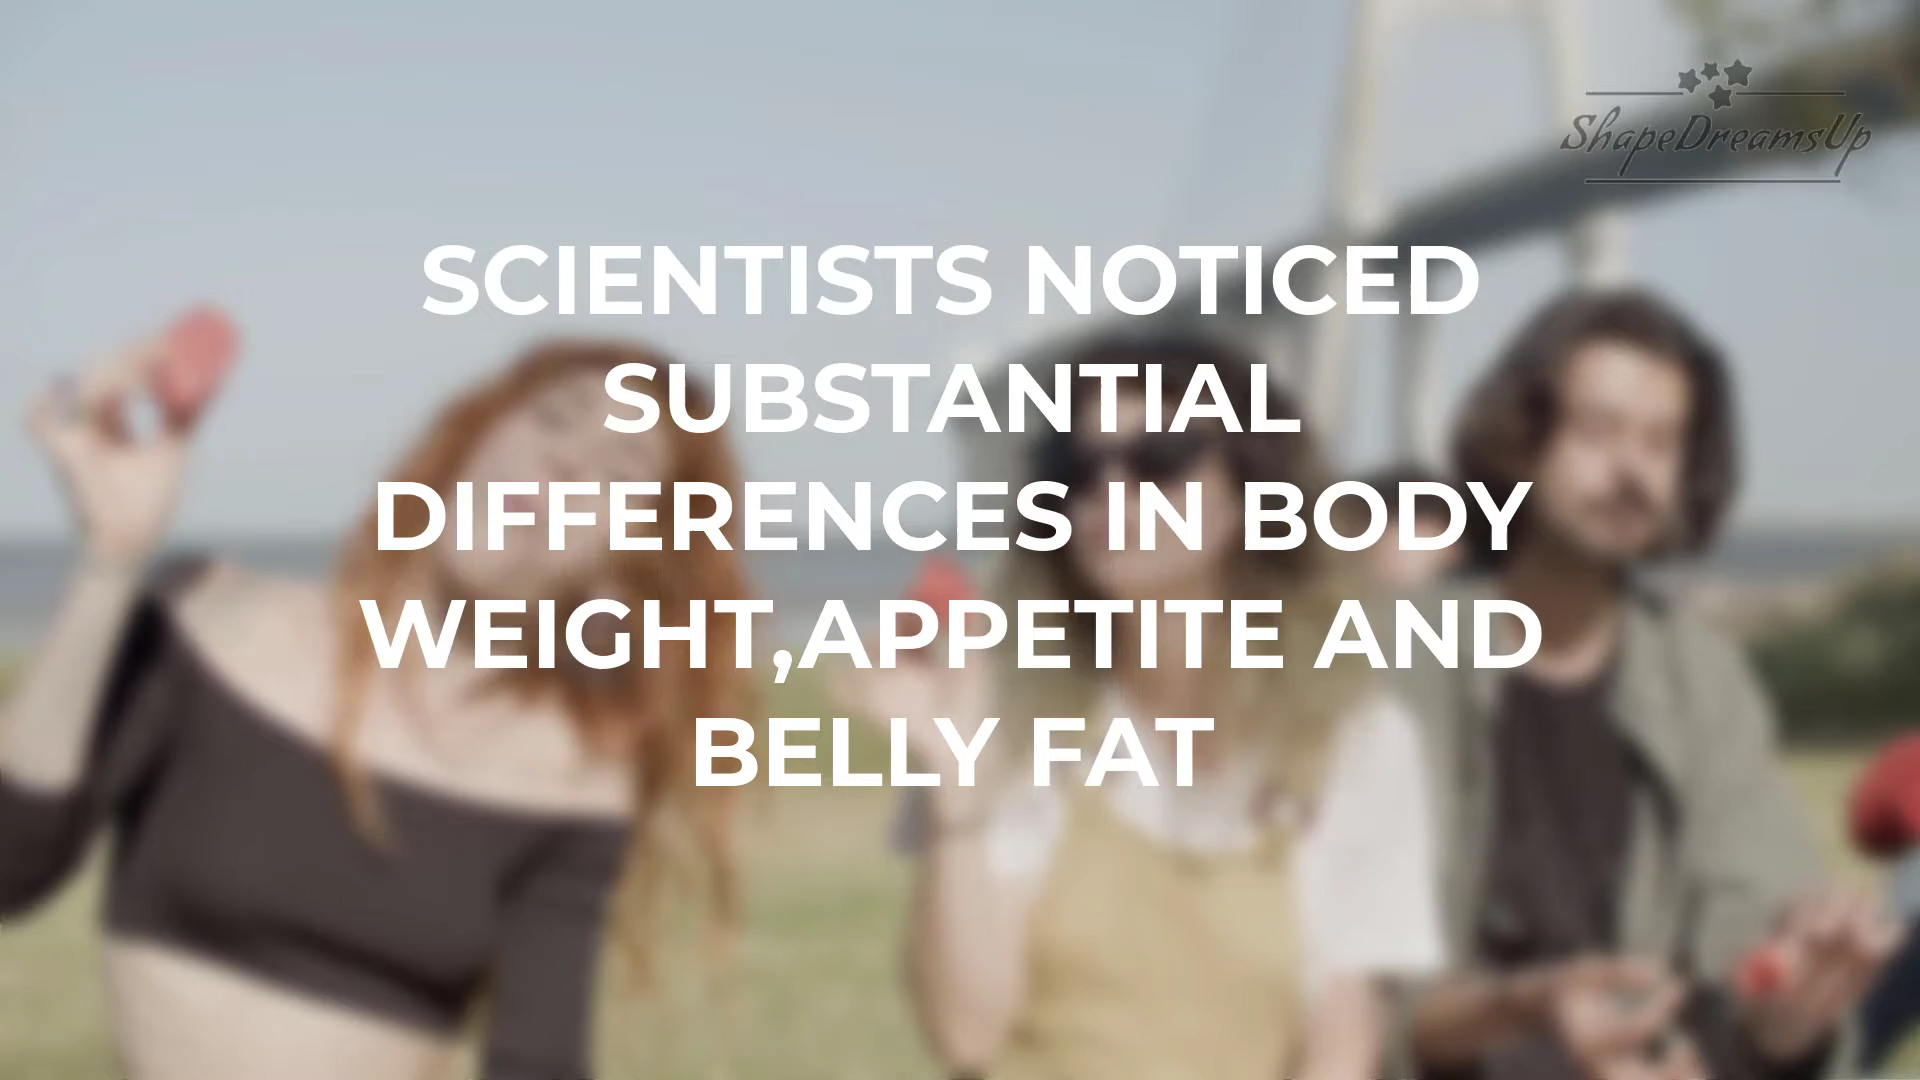 ShapeDreamsUp
SCIENTISTS NOTICED
SUBSTANTIAL
DIFFERENCES IN BODY
WEIGHT,APPETITE AND
BELLY FAT